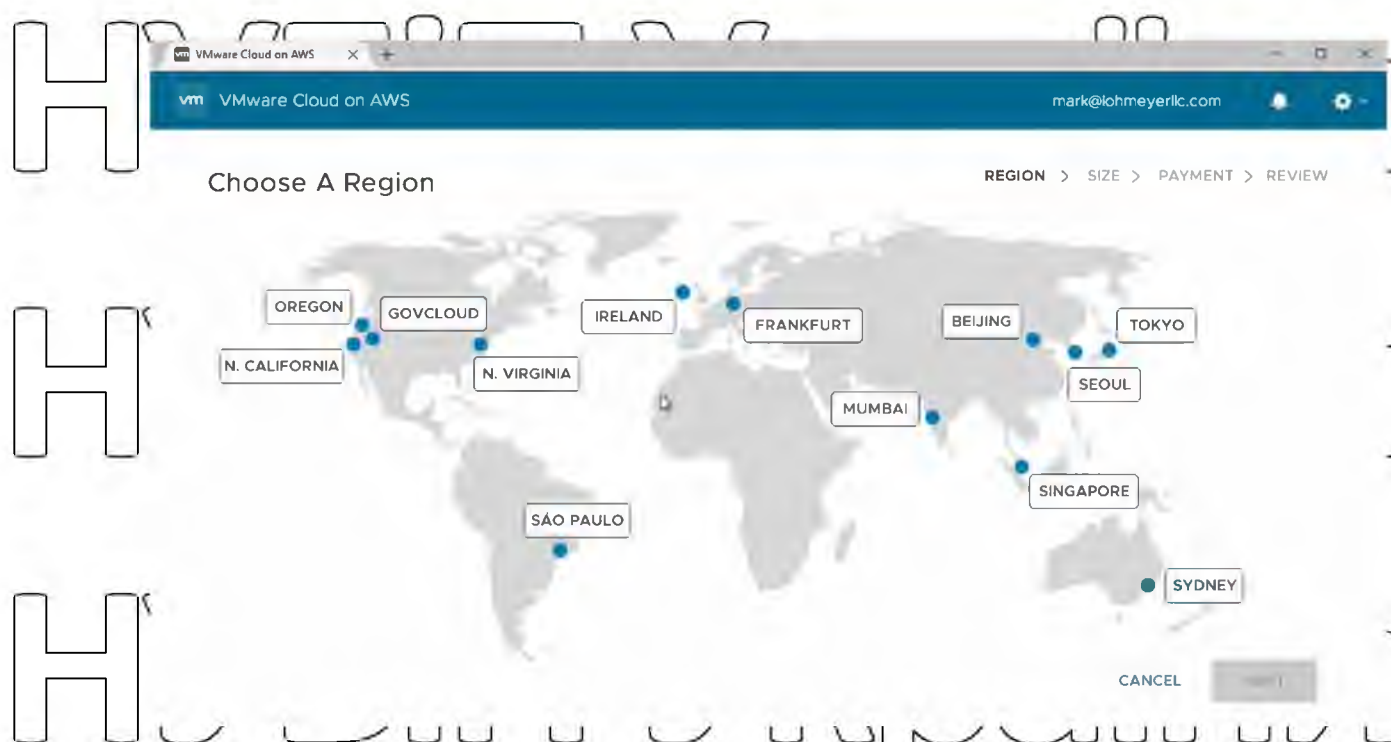 VMware Cloud on AWS
vm VMware Cloud on AWS
mark@lohmeyerllc.com
Choose A Region
REGION > SIZE > PAYMENT > REVIEW
OREGON
GOVCLOUD
N. CALIFORNIA
N. VIRGINIA
IRELAND
FRANKFURT
BEIJING
TOKYO
SEOUL
MUMBAI
SINGAPORE
SÁO PAULO
SYDNEY
CANCEL